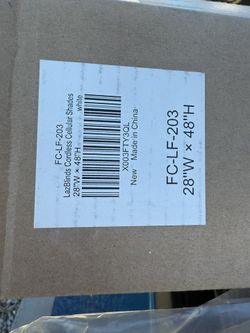 FC-LF-203
LazBlinds Cordless Cellular Shades
28"W × 48"H
white
X003FTY3QL
New
Made in China
FC-LF-203
28"W × 48"H